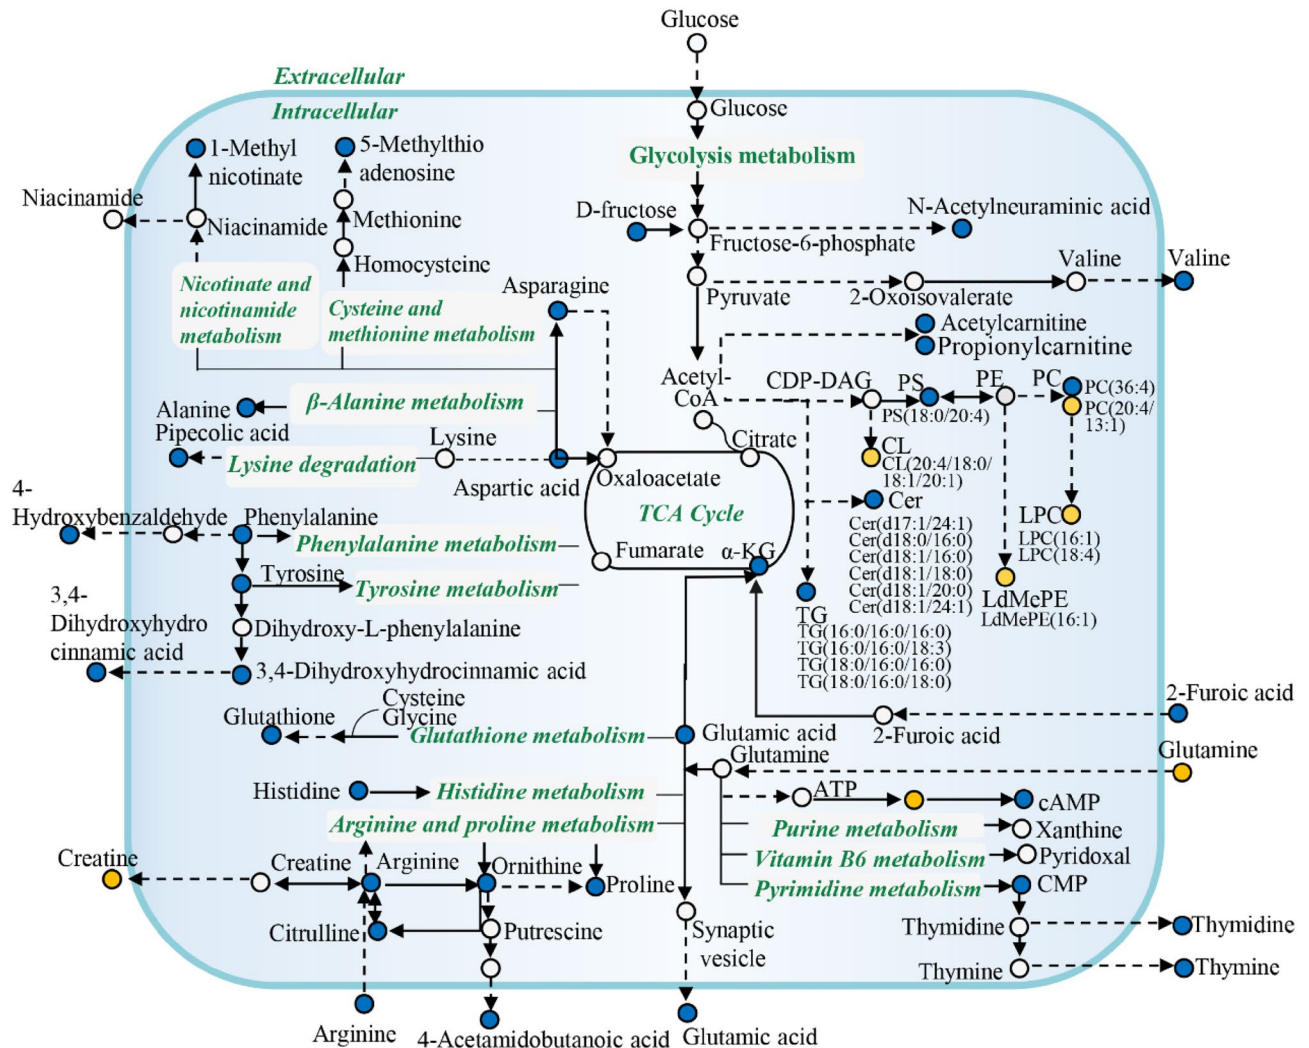 Glucose
Extracellular
Intracellular
Glucose
1-Methyl
nicotinate
5-Methylthio
adenosine
Glycolysis metabolism
Niacinamide
Niacinamide
Methionine
D-fructose
N-Acetylneuraminic acid
Fructose-6-phosphate
Homocysteine
Valine
Valine
Nicotinate and
nicotinamide
metabolism
Cysteine and
methionine metabolism
Asparagine
Pyruvate
2-Oxoisovalerate
Acetylcarnitine
Propionylcarnitine
Acetyl-
CoA
CDP-DAG
PS
PS(18:0/20:4)
PE
PC
PC(36:4)
PC(20:4/
13:1)
Alanine
β-Alanine metabolism
Pipecolic acid
Lysine
Lysine degradation
Aspartic acid
Citrate
Oxaloacetate
TCA Cycle
CL
CL(20:4/18:0/
18:1/20:1)
Cer
Cer(d17:1/24:1)
Cer(d18:0/16:0)
Cer(d18:1/16:0)
Cer(d18:1/18:0)
Cer(d18:1/20:0)
Cer(d18:1/24:1)
LPC
LPC(16:1)
LPC(18:4)
4-
Hydroxybenzaldehyde
Phenylalanine
Phenylalanine metabolism
Fumarate
α-KG
Tyrosine
Tyrosine metabolism
LdMePE
LdMePE(16:1)
TG
TG(16:0/16:0/16:0)
TG(16:0/16:0/18:3)
TG(18:0/16:0/16:0)
TG(18:0/16:0/18:0)
3,4-
Dihydroxyhydro
cinnamic acid
Dihydroxy-L-phenylalanine
3,4-Dihydroxyhydrocinnamic acid
Cysteine
Glycine
Glutathione
Glutathione metabolism
Glutamic acid
2-Furoic acid
2-Furoic acid
Glutamine
Glutamine
Histidine
Histidine metabolism
ATP
cAMP
Arginine and proline metabolism
Purine metabolism
Xanthine
Vitamin B6 metabolism
Pyridoxal
Pyrimidine metabolism
CMP
Creatine
Creatine
Arginine
Ornithine
Proline
Citrulline
Putrescine
Synaptic
vesicle
Thymidine
Thymidine
Thymine
Thymine
Arginine
4-Acetamidobutanoic acid
Glutamic acid